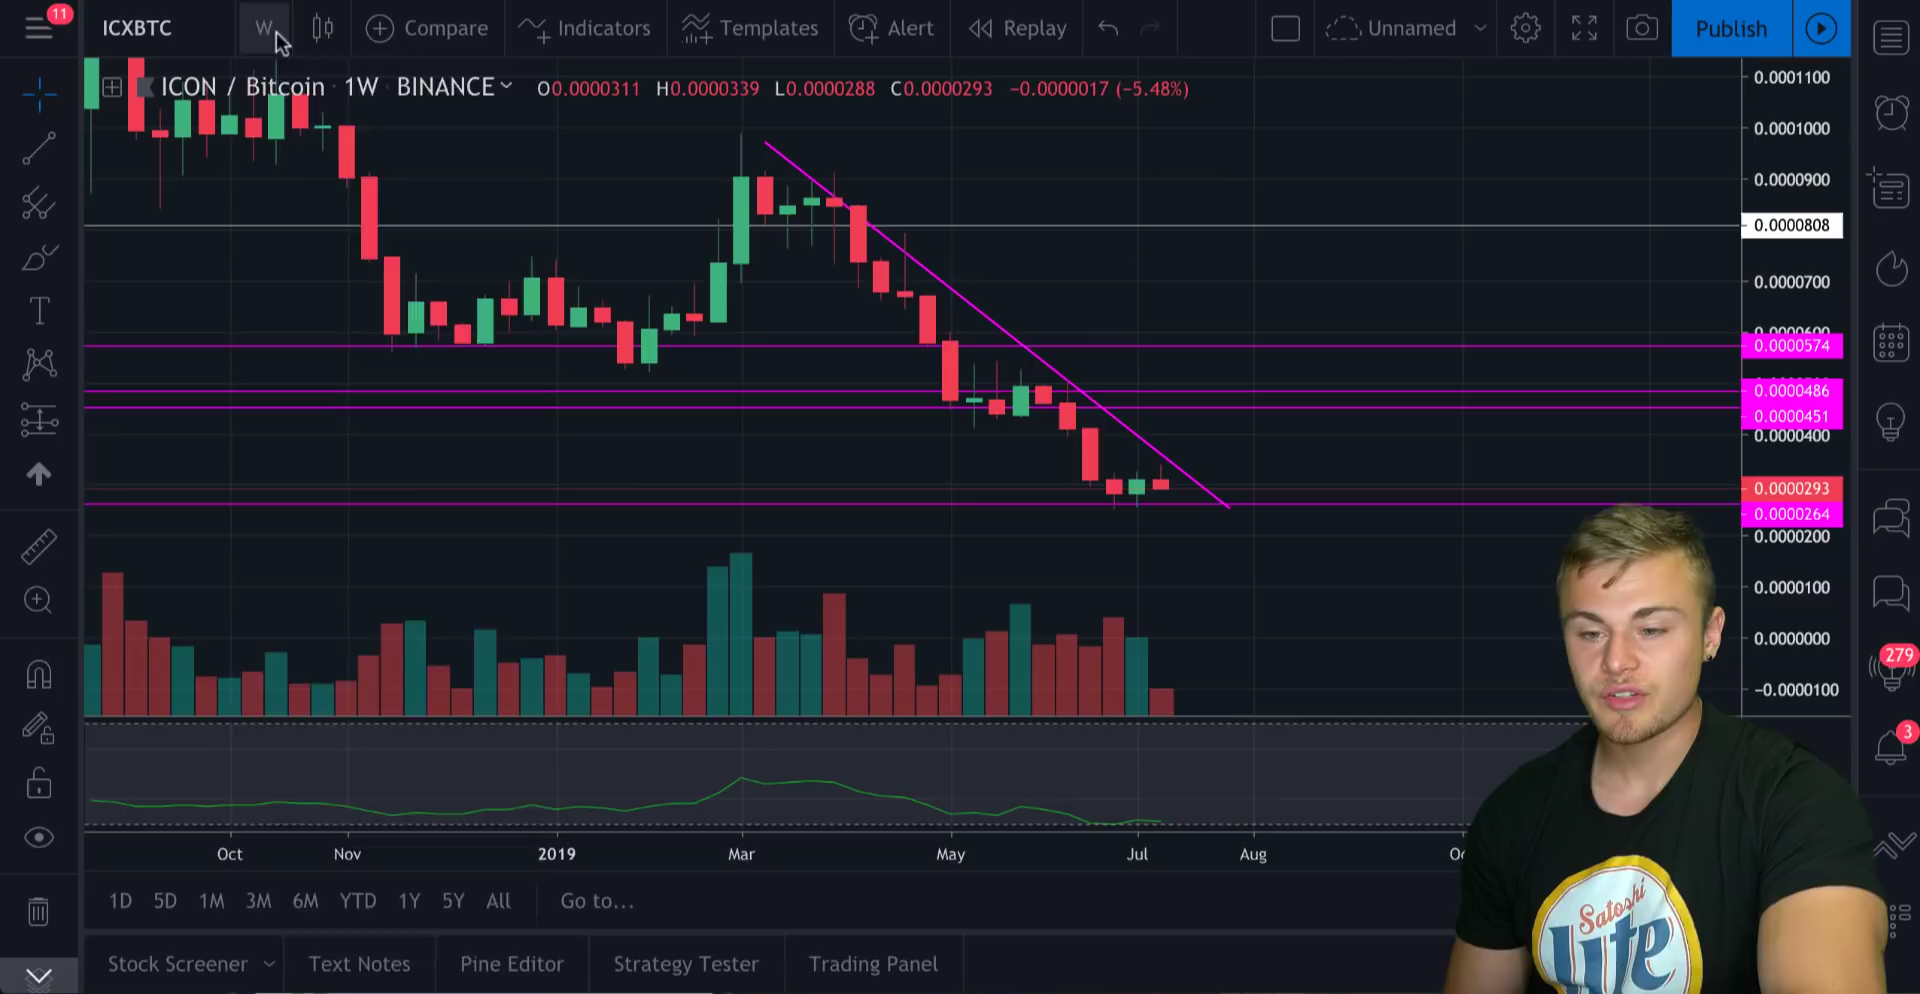 11
ICXBTC
W
Compare
Indicators
Templates
Alert
Replay
Unnamed
Publish
ICON / Bitcoin · 1W · BINANCE
O0.0000311 H0.0000339 L0.0000288 C0.0000293 −0.0000017 (−5.48%)
0.0001100
0.0001000
0.0000900
0.0000808
0.0000700
0.0000600
0.0000574
0.0000486
0.0000451
0.0000400
0.0000293
0.0000264
0.0000200
0.0000100
0.0000000
−0.0000100
279
3
Oct Nov 2019 Mar May Jul Aug
1D 5D 1M 3M 6M YTD 1Y 5Y All Go to...
Stock Screener Text Notes Pine Editor Strategy Tester Trading Panel
Satoshi
lite